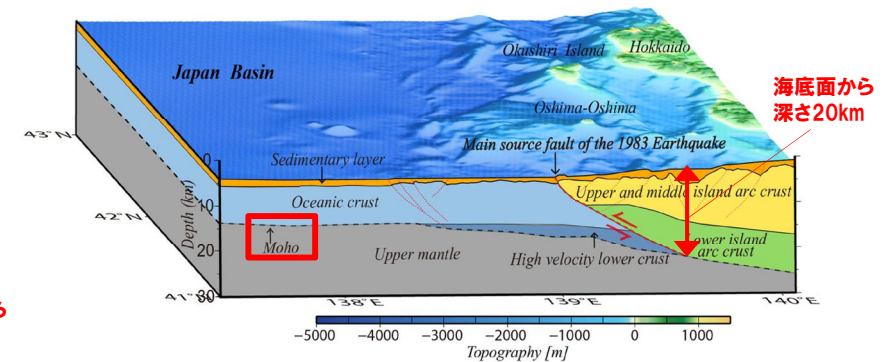 Okushiri Island
Hokkaido
Japan Basin
海底面から
深さ20km
Oshima-Oshima
43°N
Main source fault of the 1983 Earthquake
0
Sedimentary layer
Upper and middle island arc crust
Oceanic crust
10
42°N
Depth (km)
Moho
Upper mantle
Lower island
arc crust
20
High velocity lower crust
41°N
30
138°E
139°E
140°E
ら
-5000 -4000 -3000 -2000 -1000 0 1000
Topography [m]